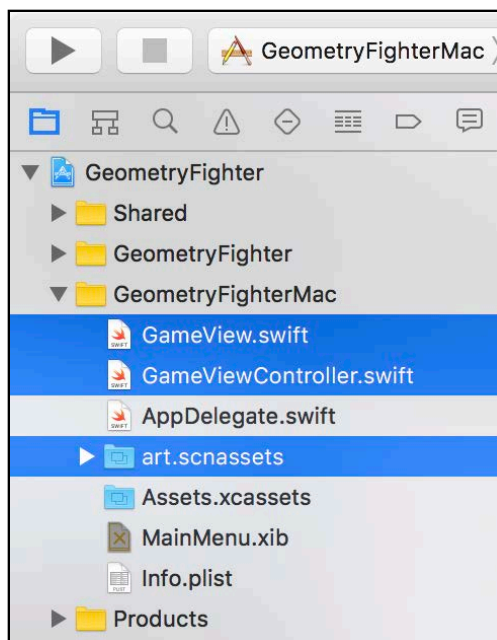 GeometryFighterMac
GeometryFighter
Shared
GeometryFighter
GeometryFighterMac
GameView.swift
GameViewController.swift
AppDelegate.swift
art.scnassets
Assets.xcassets
MainMenu.xib
Info.plist
Products